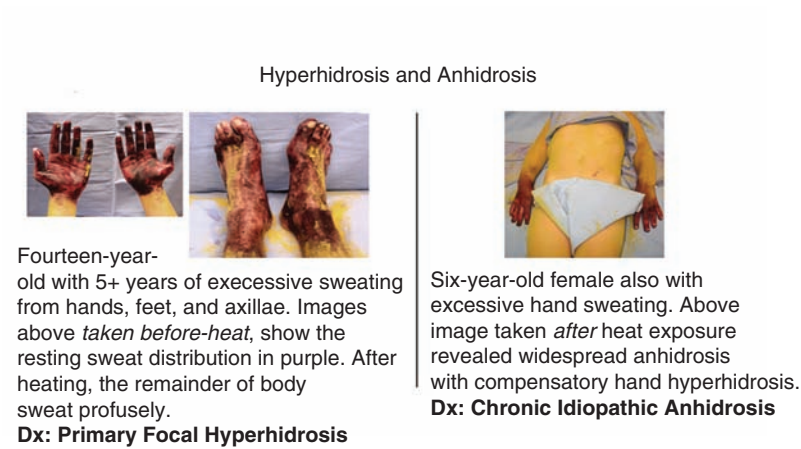 Hyperhidrosis and Anhidrosis
Fourteen-year-
old with 5+ years of execessive sweating
from hands, feet, and axillae. Images
above taken before-heat, show the
resting sweat distribution in purple. After
heating, the remainder of body
sweat profusely.
Dx: Primary Focal Hyperhidrosis
Six-year-old female also with
excessive hand sweating. Above
image taken after heat exposure
revealed widespread anhidrosis
with compensatory hand hyperhidrosis.
Dx: Chronic Idiopathic Anhidrosis